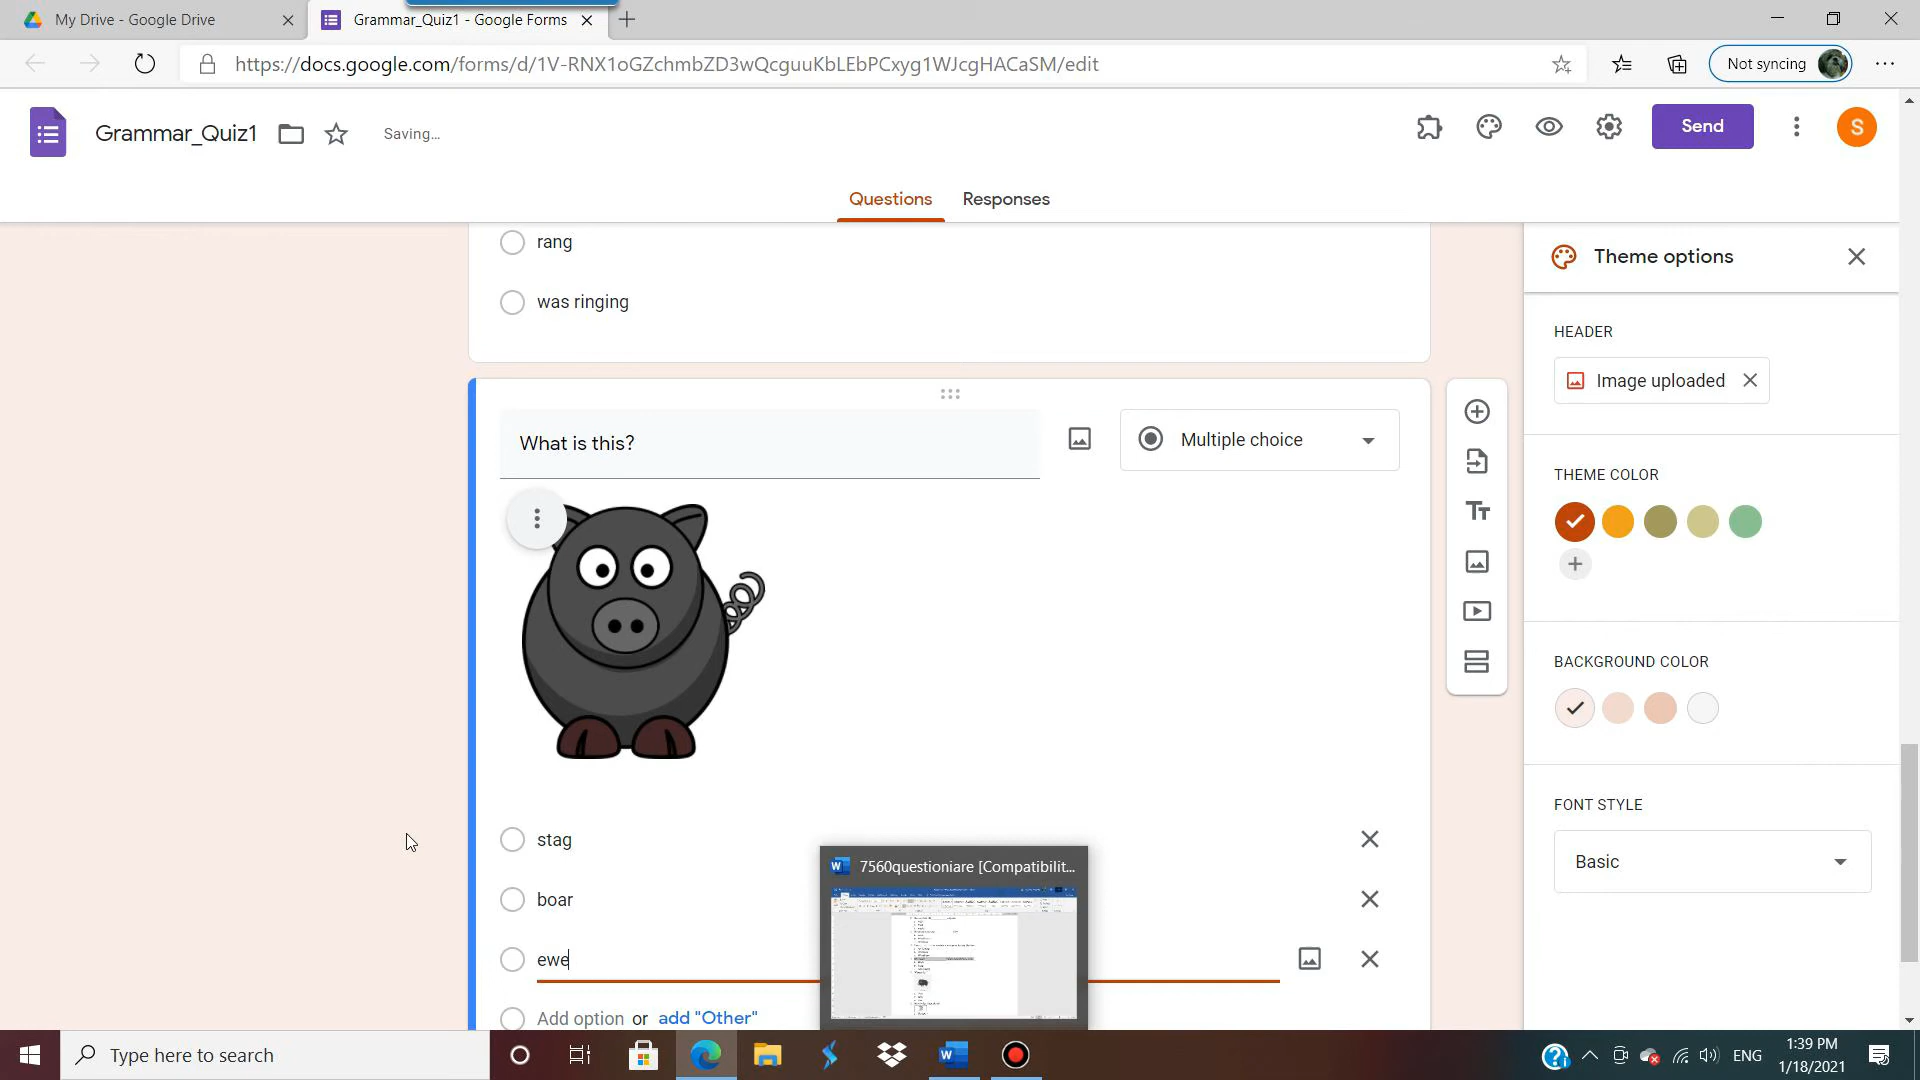 My Drive - Google Drive
Grammar_Quiz1 - Google Forms
https://docs.google.com/forms/d/1V-RNX1oGZchmbZD3wQcguuKbLEbPCxyg1WJcgHACaSM/edit
Not syncing
Grammar_Quiz1
Saving...
Send
S
Questions
Responses
rang
was ringing
What is this?
Multiple choice
stag
boar
ewe
Add option or add "Other"
Theme options
HEADER
Image uploaded
THEME COLOR
BACKGROUND COLOR
FONT STYLE
Basic
7560questioniare [Compatibilit...
Type here to search
ENG
1:39 PM
1/18/2021